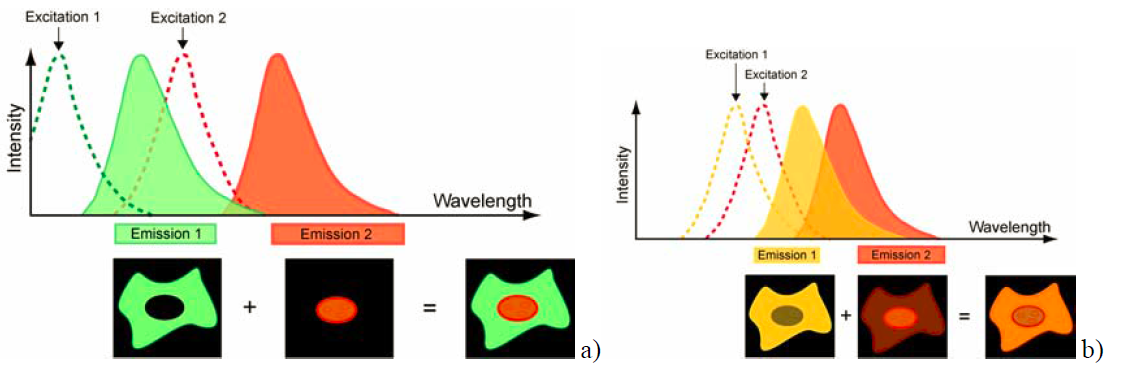 Excitation 1
Excitation 2
Intensity
Wavelength
Emission 1
Emission 2
+
=
a)
Excitation 1
Excitation 2
Intensity
Wavelength
Emission 1
Emission 2
+
=
b)